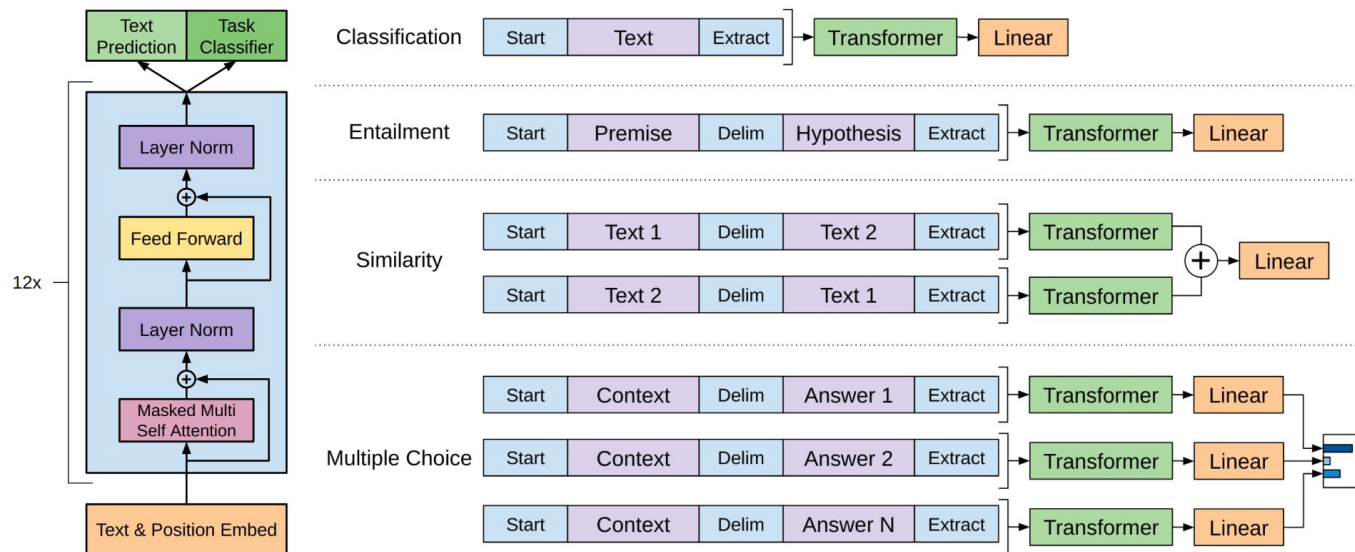 Text
Prediction
Task
Classifier
12x
Layer Norm
Feed Forward
Layer Norm
Masked Multi
Self Attention
Text & Position Embed
Classification
Start Text Extract Transformer Linear
Entailment
Start Premise Delim Hypothesis Extract Transformer Linear
Similarity
Start Text 1 Delim Text 2 Extract Transformer
Start Text 2 Delim Text 1 Extract Transformer
Linear
Multiple Choice
Start Context Delim Answer 1 Extract Transformer Linear
Start Context Delim Answer 2 Extract Transformer Linear
Start Context Delim Answer N Extract Transformer Linear